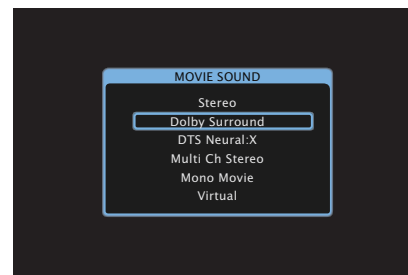 MOVIE SOUND
Stereo
Dolby Surround
DTS Neural:X
Multi Ch Stereo
Mono Movie
Virtual